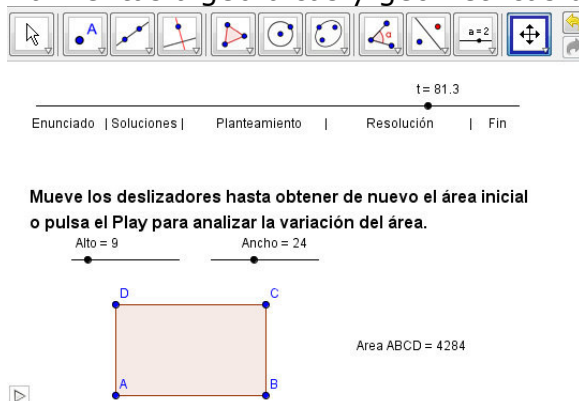 A
α
a = 2
t = 81.3
Enunciado | Soluciones | Planteamiento | Resolución | Fin
Mueve los deslizadores hasta obtener de nuevo el área inicial
o pulsa el Play para analizar la variación del área.
Alto = 9 Ancho = 24
D C
Area ABCD = 4284
A B